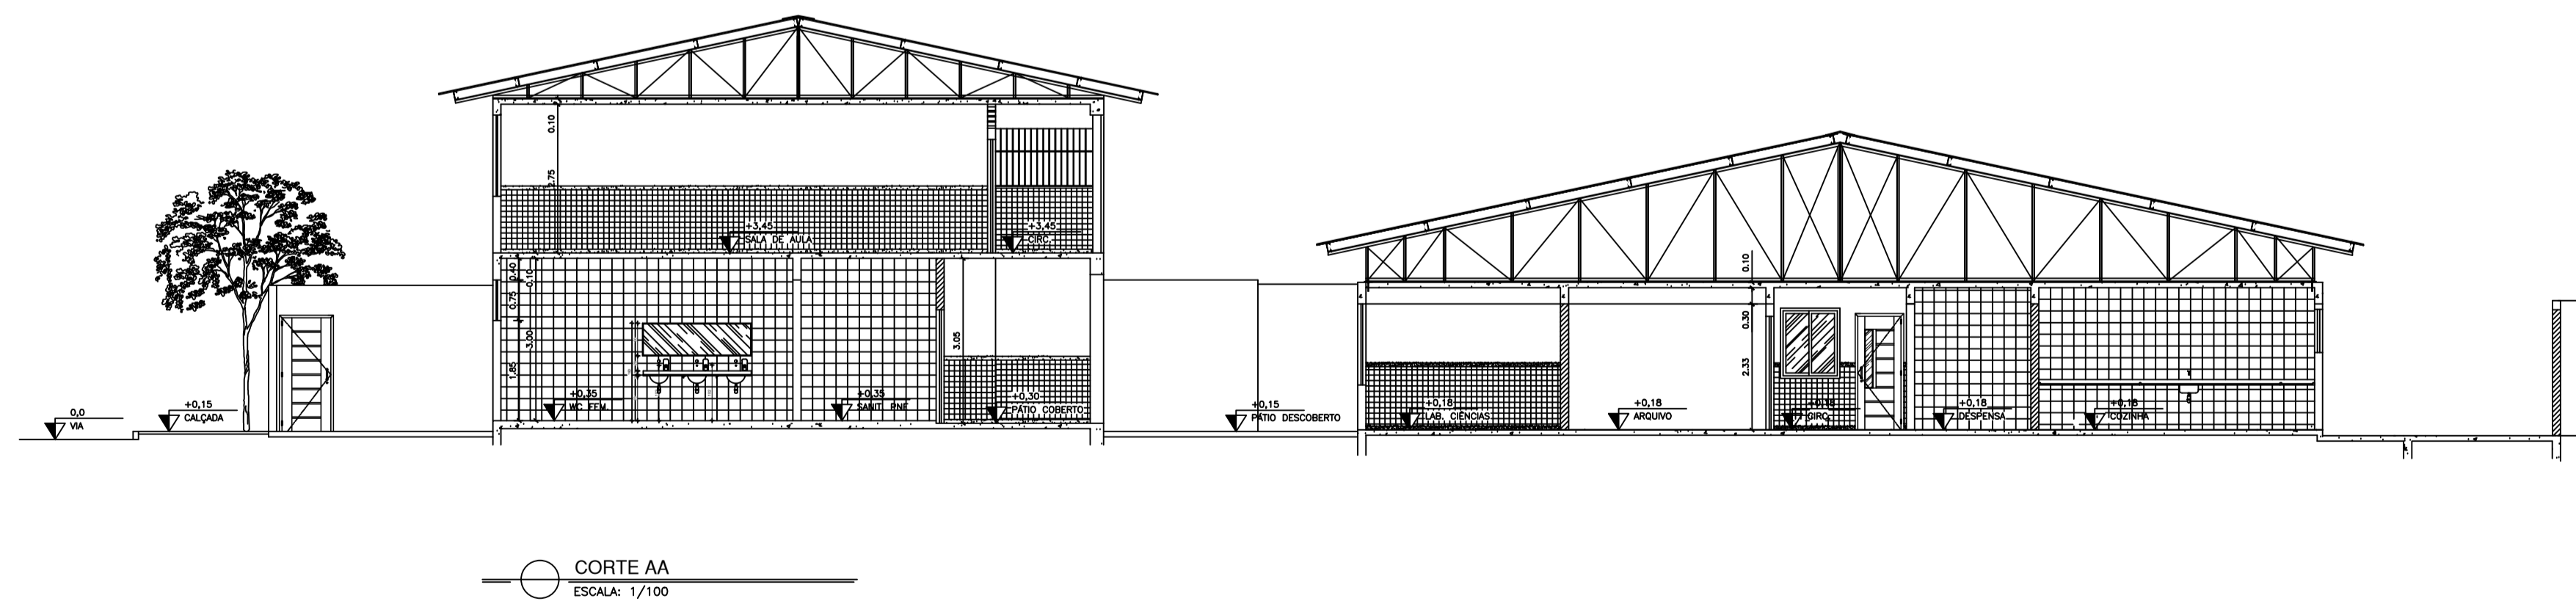 0.10
2.75
+3,45
SALA DE AULA
+3,45
CIRC.
0.40
0.10
0.75
3.00
1.85
3.05
0.10
0.30
2.33
0,0
VIA
+0,15
CALÇADA
+0,35
WC FEM.
+0,35
SANIT. PNE
+0,30
PÁTIO COBERTO
+0,15
PÁTIO DESCOBERTO
+0,18
LAB. CIÊNCIAS
+0,18
ARQUIVO
+0,18
CIRC.
+0,18
DESPENSA
+0,18
COZINHA
CORTE AA
ESCALA: 1/100